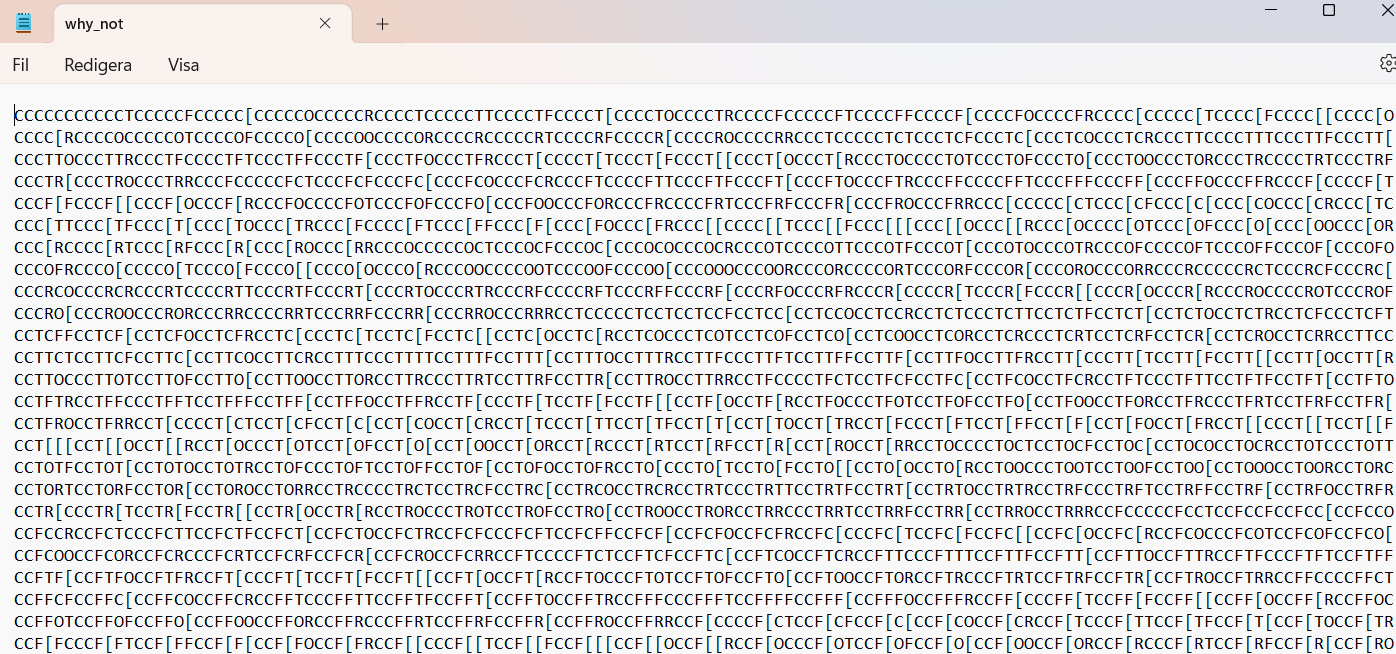 why_not
Fil Redigera Visa
CCCCCCCCCCCTCCCCCFCCCCC[CCCCCOCCCCCRCCCCTCCCCCTTCCCCTFCCCCT[CCCCTOCCCCTRCCCCFCCCCCFTCCCCFFCCCCF[CCCCFOCCCCFRCCCC[CCCCC[TCCCC[FCCCC[[CCCC[O
CCCC[RCCCCOCCCCCOTCCCCOFCCCCO[CCCCOOCCCCORCCCCRCCCCCRTCCCCRFCCCCR[CCCCROCCCCRRCCCTCCCCCTCTCCCTCFCCCTC[CCCTCOCCCTCRCCCTTCCCCTTTCCCTTFCCCTT[
CCCTTOCCCTTRCCCTFCCCCTFTCCCTFFCCCTF[CCCTFOCCCTFRCCCT[CCCCT[TCCCT[FCCCT[[CCCT[OCCCT[RCCCTOCCCCTOTCCCTOFCCCTO[CCCTOOCCCTORCCCTRCCCCTRTCCCTRF
CCCTR[CCCTROCCCTRRCCCFCCCCCFCTCCCFCFCCCFC[CCCFCOCCCFCRCCCFTCCCCFTTCCCFTFCCCFT[CCCFTOCCCFTRCCCFFCCCCFFTCCCFFFCCCFF[CCCFFOCCCFFRCCCF[CCCCF[T
CCCF[FCCCF[[CCCF[OCCCF[RCCCFOCCCCFOTCCCFOFCCCFO[CCCFOOCCCFORCCCFRCCCCFRTCCCFRFCCCFR[CCCFROCCCFRRCCC[CCCCC[CTCCC[CFCCC[C[CCC[COCCC[CRCCC[TC
CCC[TTCCC[TFCCC[T[CCC[TOCCC[TRCCC[FCCCC[FTCCC[FFCCC[F[CCC[FOCCC[FRCCC[[CCCC[[TCCC[[FCCC[[[CCC[[OCCC[[RCCC[OCCCC[OTCCC[OFCCC[O[CCC[OOCCC[OR
CCC[RCCCC[RTCCC[RFCCC[R[CCC[ROCCC[RRCCCOCCCCCOCTCCCOCFCCCOC[CCCOCOCCCOCRCCCOTCCCCOTTCCCOTFCCCOT[CCCOTOCCCOTRCCCOFCCCCOFTCCCOFFCCCOF[CCCOFO
CCCOFRCCCO[CCCCO[TCCCO[FCCCO[[CCCO[OCCCO[RCCCOOCCCCOOTCCCOOFCCCOO[CCCOOOCCCOORCCCORCCCCORTCCCORFCCCOR[CCCOROCCCORRCCCRCCCCCRCTCCCRCFCCCRC[
CCCRCOCCCRCRCCCRTCCCCRTTCCCRTFCCCRT[CCCRTOCCCRTRCCCRFCCCCRFTCCCRFFCCCRF[CCCRFOCCCRFRCCCR[CCCCR[TCCCR[FCCCR[[CCCR[OCCCR[RCCCROCCCCROTCCCROF
CCCRO[CCCROOCCCRORCCCRRCCCCRRTCCCRRFCCCRR[CCCRROCCCRRRCCTCCCCCTCCTCCTCCFCCTCC[CCTCCOCCTCCRCCTCTCCCTCTTCCTCTFCCTCT[CCTCTOCCTCTRCCTCFCCCTCFT
CCTCFFCCTCF[CCTCFOCCTCFRCCTC[CCCTC[TCCTC[FCCTC[[CCTC[OCCTC[RCCTCOCCCTCOTCCTCOFCCTCO[CCTCOOCCTCORCCTCRCCCTCRTCCTCRFCCTCR[CCTCROCCTCRRCCTTCC
CCTTCTCCTTCFCCTTC[CCTTCOCCTTCRCCTTTCCCTTTTCCTTTFCCTTT[CCTTTOCCTTTRCCTTFCCCTTFTCCTTFFCCTTF[CCTTFOCCTTFRCCTT[CCCTT[TCCTT[FCCTT[[CCTT[OCCTT[R
CCTTOCCCTTOTCCTTOFCCTTO[CCTTOOCCTTORCCTTRCCCTTRTCCTTRFCCTTR[CCTTROCCTTRRCCTFCCCCTFCTCCTFCFCCTFC[CCTFCOCCTFCRCCTFTCCCTFTTCCTFTFCCTFT[CCTFTO
CCTFTRCCTFFCCCTFFTCCTFFFCCTFF[CCTFFOCCTFFRCCTF[CCCTF[TCCTF[FCCTF[[CCTF[OCCTF[RCCTFOCCCTFOTCCTFOFCCTFO[CCTFOOCCTFORCCTFRCCCTFRTCCTFRFCCTFR[
CCTFROCCTFRRCCT[CCCCT[CTCCT[CFCCT[C[CCT[COCCT[CRCCT[TCCCT[TTCCT[TFCCT[T[CCT[TOCCT[TRCCT[FCCCT[FTCCT[FFCCT[F[CCT[FOCCT[FRCCT[[CCCT[[TCCT[[F
CCT[[[CCT[[OCCT[[RCCT[OCCCT[OTCCT[OFCCT[O[CCT[OOCCT[ORCCT[RCCCT[RTCCT[RFCCT[R[CCT[ROCCT[RRCCTOCCCCTOCTCCTOCFCCTOC[CCTOCOCCTOCRCCTOTCCCTOTT
CCTOTFCCTOT[CCTOTOCCTOTRCCTOFCCCTOFTCCTOFFCCTOF[CCTOFOCCTOFRCCTO[CCCTO[TCCTO[FCCTO[[CCTO[OCCTO[RCCTOOCCCTOOTCCTOOFCCTOO[CCTOOOCCTOORCCTORC
CCTORTCCTORFCCTOR[CCTOROCCTORRCCTRCCCCTRCTCCTRCFCCTRC[CCTRCOCCTRCRCCTRTCCCTRTTCCTRTFCCTRT[CCTRTOCCTRTRCCTRFCCCTRFTCCTRFFCCTRF[CCTRFOCCTRFR
CCTR[CCCTR[TCCTR[FCCTR[[CCTR[OCCTR[RCCTROCCCTROTCCTROFCCTRO[CCTROOCCTRORCCTRRCCCTRRTCCTRRFCCTRR[CCTRROCCTRRRCCFCCCCCFCCTCCFCCFCCFCC[CCFCCO
CCFCCRCCFCTCCCFCTTCCFCTFCCFCT[CCFCTOCCFCTRCCFCFCCCFCFTCCFCFFCCFCF[CCFCFOCCFCFRCCFC[CCCFC[TCCFC[FCCFC[[CCFC[OCCFC[RCCFCOCCCFCOTCCFCOFCCFCO[
CCFCOOCCFCORCCFCRCCCFCRTCCFCRFCCFCR[CCFCROCCFCRRCCFTCCCCFTCTCCFTCFCCFTC[CCFTCOCCFTCRCCFTTCCCFTTTCCFTTFCCFTT[CCFTTOCCFTTRCCFTFCCCFTFTCCFTFF
CCFTF[CCFTFOCCFTFRCCFT[CCCFT[TCCFT[FCCFT[[CCFT[OCCFT[RCCFTOCCCFTOTCCFTOFCCFTO[CCFTOOCCFTORCCFTRCCCFTRTCCFTRFCCFTR[CCFTROCCFTRRCCFFCCCCFFCT
CCFFCFCCFFC[CCFFCOCCFFCRCCFFTCCCFFTTCCFFTFCCFFT[CCFFTOCCFFTRCCFFFCCCFFFTCCFFFFCCFFF[CCFFFOCCFFFRCCFF[CCCFF[TCCFF[FCCFF[[CCFF[OCCFF[RCCFFOC
CCFFOTCCFFOFCCFFO[CCFFOOCCFFORCCFFRCCCFFRTCCFFRFCCFFR[CCFFROCCFFRRCCF[CCCCF[CTCCF[CFCCF[C[CCF[COCCF[CRCCF[TCCCF[TTCCF[TFCCF[T[CCF[TOCCF[TR
CCF[FCCCF[FTCCF[FFCCF[F[CCF[FOCCF[FRCCF[[CCCF[[TCCF[[FCCF[[[CCF[[OCCF[[RCCF[OCCCF[OTCCF[OFCCF[O[CCF[OOCCF[ORCCF[RCCCF[RTCCF[RFCCF[R[CCF[RO